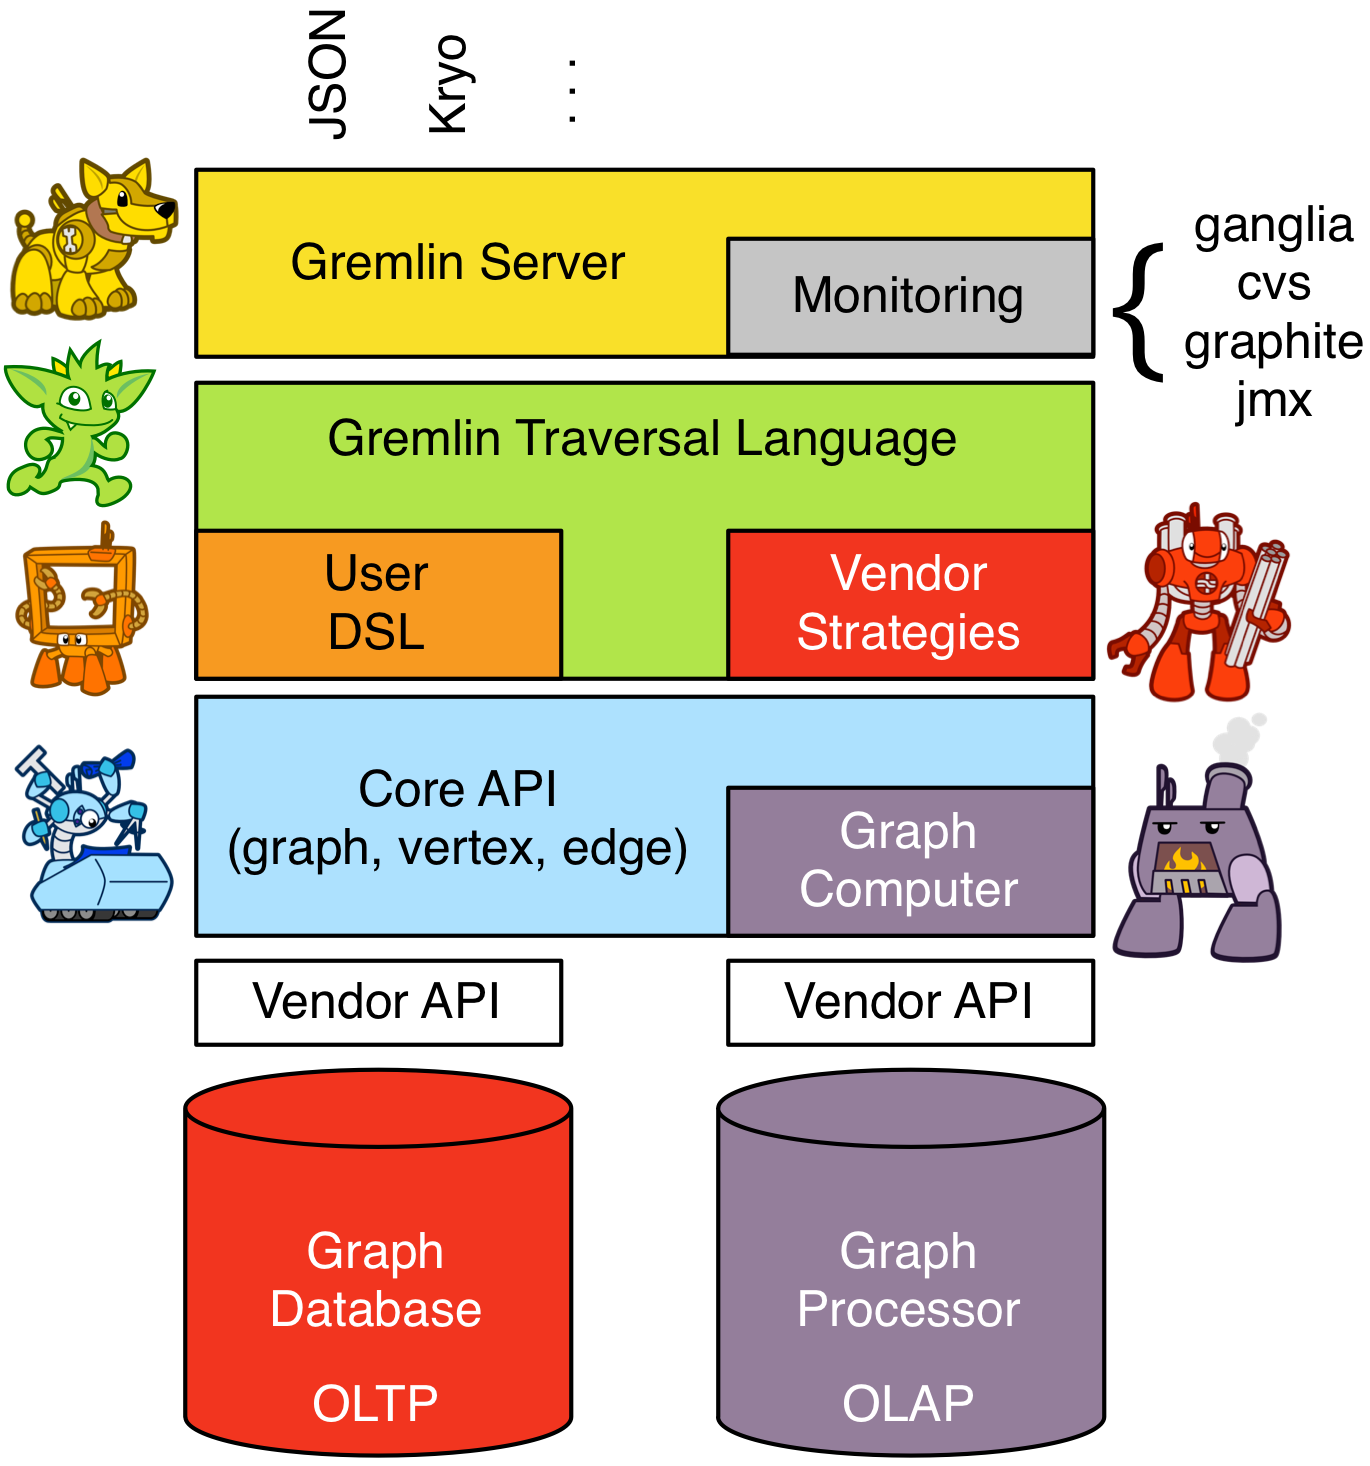 JSON
Kryo
. . .
Gremlin Server
Monitoring
ganglia
cvs
graphite
jmx
Gremlin Traversal Language
User
DSL
Vendor
Strategies
Core API
(graph, vertex, edge)
Graph
Computer
Vendor API
Vendor API
Graph
Database
OLTP
Graph
Processor
OLAP